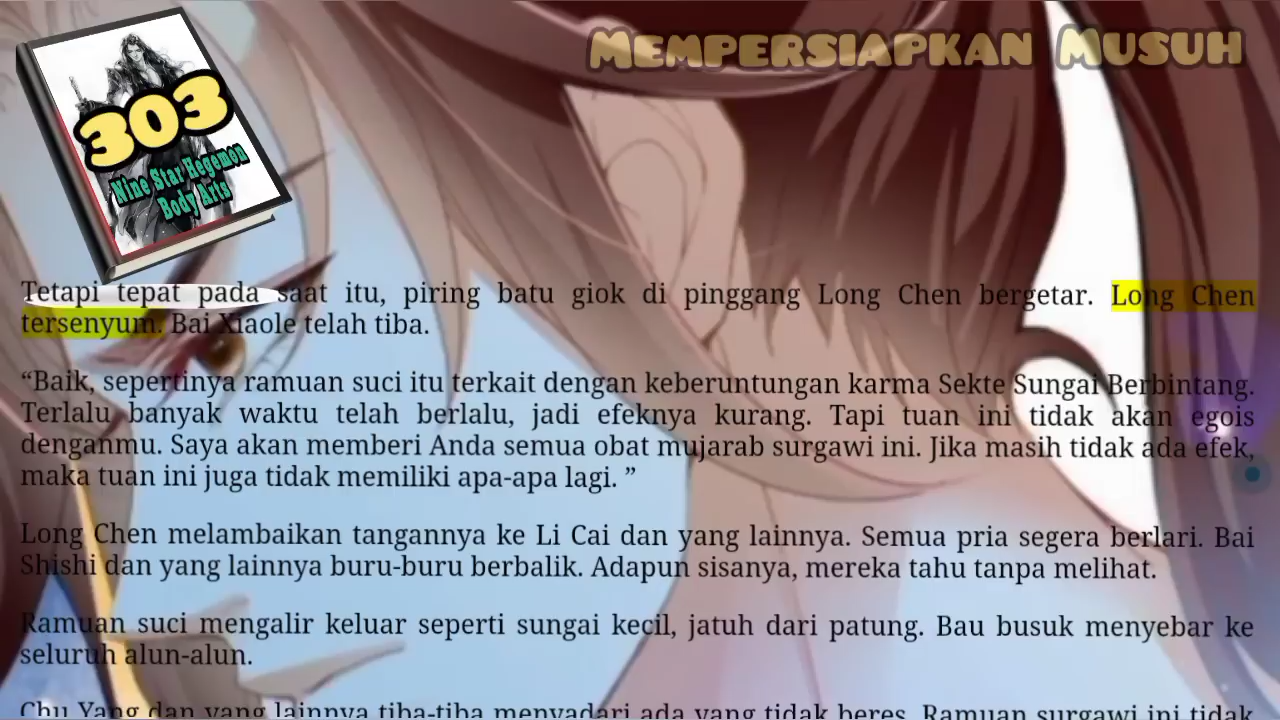 Mempersiapkan Musuh
303
Nine Star Hegemon
Body Arts
Tetapi tepat pada saat itu, piring batu giok di pinggang Long Chen bergetar. Long Chen
tersenyum. Bai Xiaole telah tiba.
“Baik, sepertinya ramuan suci itu terkait dengan keberuntungan karma Sekte Sungai Berbintang.
Terlalu banyak waktu telah berlalu, jadi efeknya kurang. Tapi tuan ini tidak akan egois
denganmu. Saya akan memberi Anda semua obat mujarab surgawi ini. Jika masih tidak ada efek,
maka tuan ini juga tidak memiliki apa-apa lagi. ”
Long Chen melambaikan tangannya ke Li Cai dan yang lainnya. Semua pria segera berlari. Bai
Shishi dan yang lainnya buru-buru berbalik. Adapun sisanya, mereka tahu tanpa melihat.
Ramuan suci mengalir keluar seperti sungai kecil, jatuh dari patung. Bau busuk menyebar ke
seluruh alun-alun.
Chu Yang dan yang lainnya tiba-tiba menyadari ada yang tidak beres. Ramuan suci ini tidak